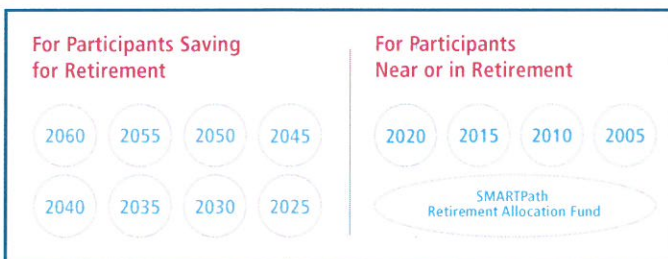 For Participants Saving
for Retirement
2060 2055 2050 2045
2040 2035 2030 2025
For Participants
Near or in Retirement
2020 2015 2010 2005
SMARTPath
Retirement Allocation Fund